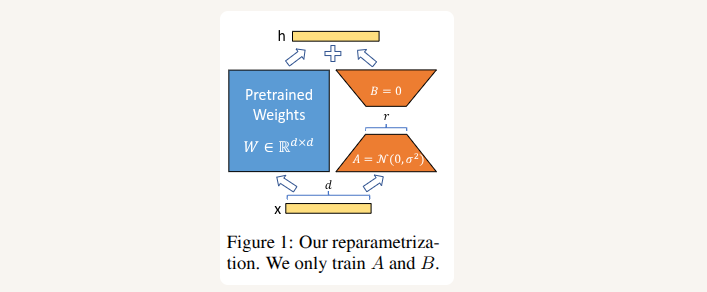 h
Pretrained
Weights
W ∈ ℝ^{d×d}
B = 0
r
A = 𝒩(0, σ²)
d
x
Figure 1: Our reparametriza-
tion. We only train A and B.